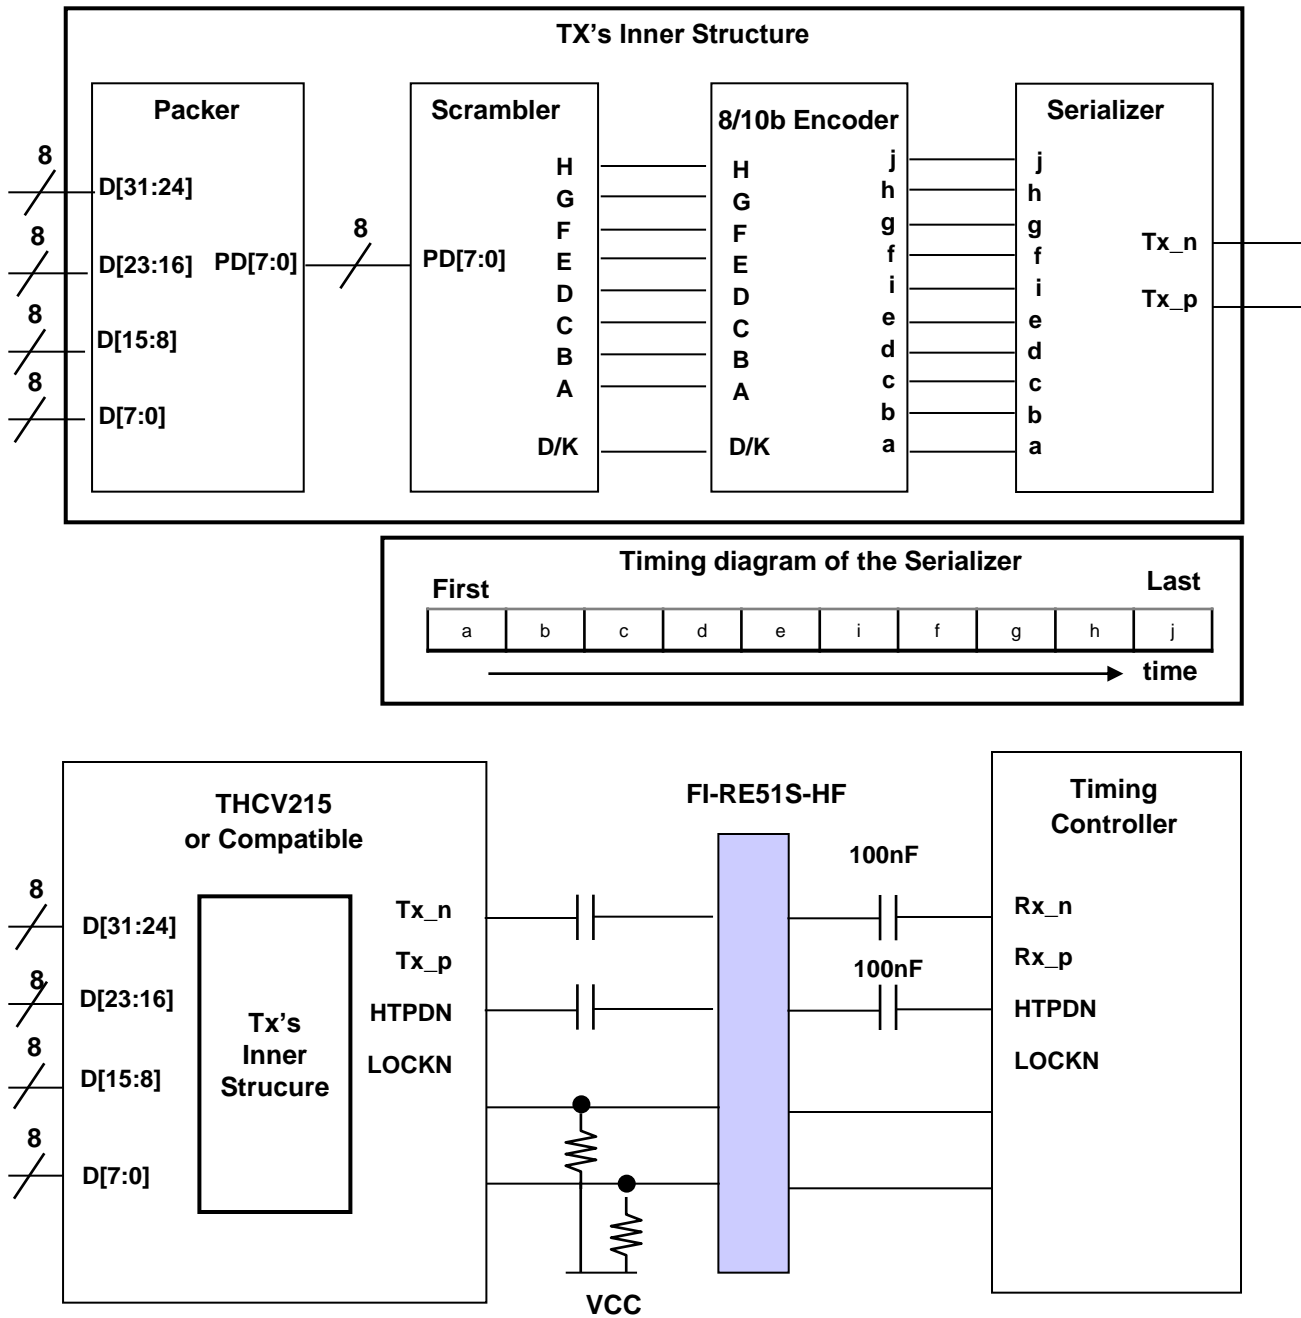 TX’s Inner Structure
Packer
Scrambler
8/10b Encoder
Serializer
8
D[31:24]
8
D[23:16]
8
D[15:8]
8
D[7:0]
PD[7:0]
8
PD[7:0]
H
G
F
E
D
C
B
A
D/K
H
G
F
E
D
C
B
A
D/K
j
h
g
f
i
e
d
c
b
a
j
h
g
f
i
e
d
c
b
a
Tx_n
Tx_p
Timing diagram of the Serializer
First
Last
a b c d e i f g h j
time
THCV215
or Compatible
8
D[31:24]
8
D[23:16]
8
D[15:8]
8
D[7:0]
Tx’s
Inner
Strucure
Tx_n
Tx_p
HTPDN
LOCKN
VCC
FI-RE51S-HF
100nF
100nF
Timing
Controller
Rx_n
Rx_p
HTPDN
LOCKN